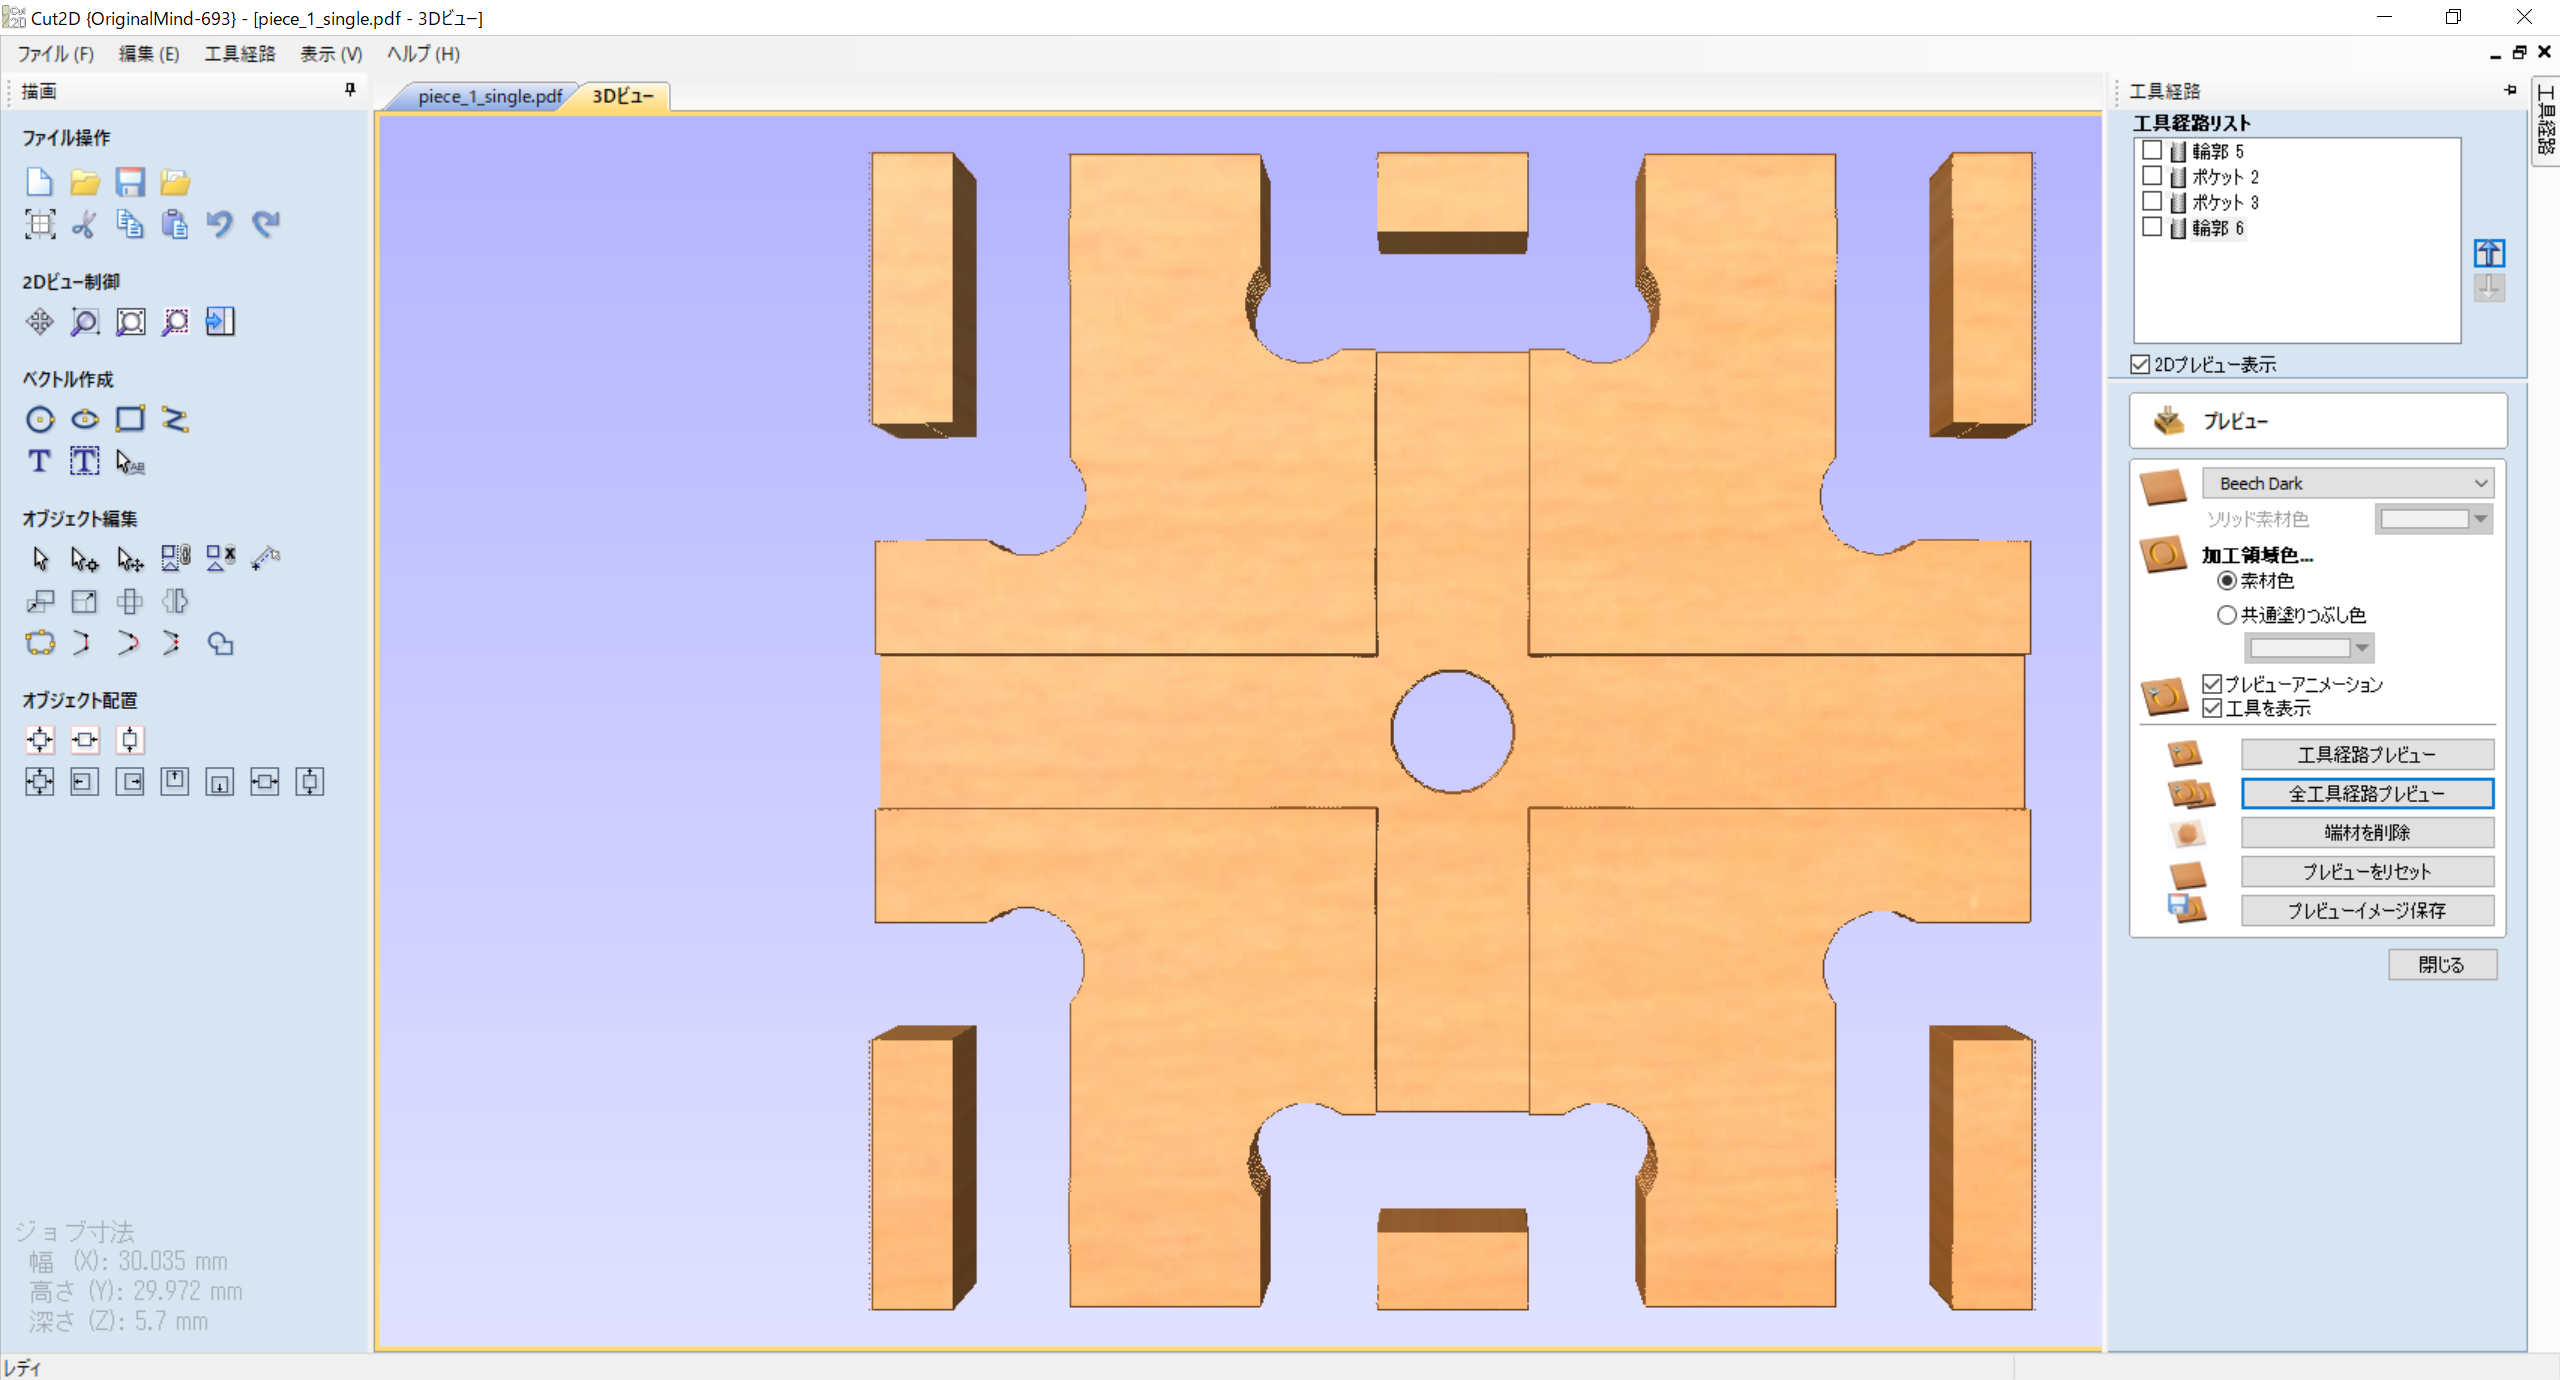 Cut2D {OriginalMind-693} - [piece_1_single.pdf - 3Dビュー]
ファイル (F) 編集 (E) 工具経路 表示 (V) ヘルプ (H)
描画
ファイル操作
2Dビュー制御
ベクトル作成
オブジェクト編集
オブジェクト配置
ジョブ寸法
幅 (X): 30.035 mm
高さ (Y): 29.972 mm
深さ (Z): 5.7 mm
レディ
piece_1_single.pdf
3Dビュー
工具経路
工具経路
工具経路リスト
輪郭 5
ポケット 2
ポケット 3
輪郭 6
2Dプレビュー表示
プレビュー
Beech Dark
ソリッド素材色
加工領域色...
素材色
共通塗りつぶし色
プレビューアニメーション
工具を表示
工具経路プレビュー
全工具経路プレビュー
端材を削除
プレビューをリセット
プレビューイメージ保存
閉じる